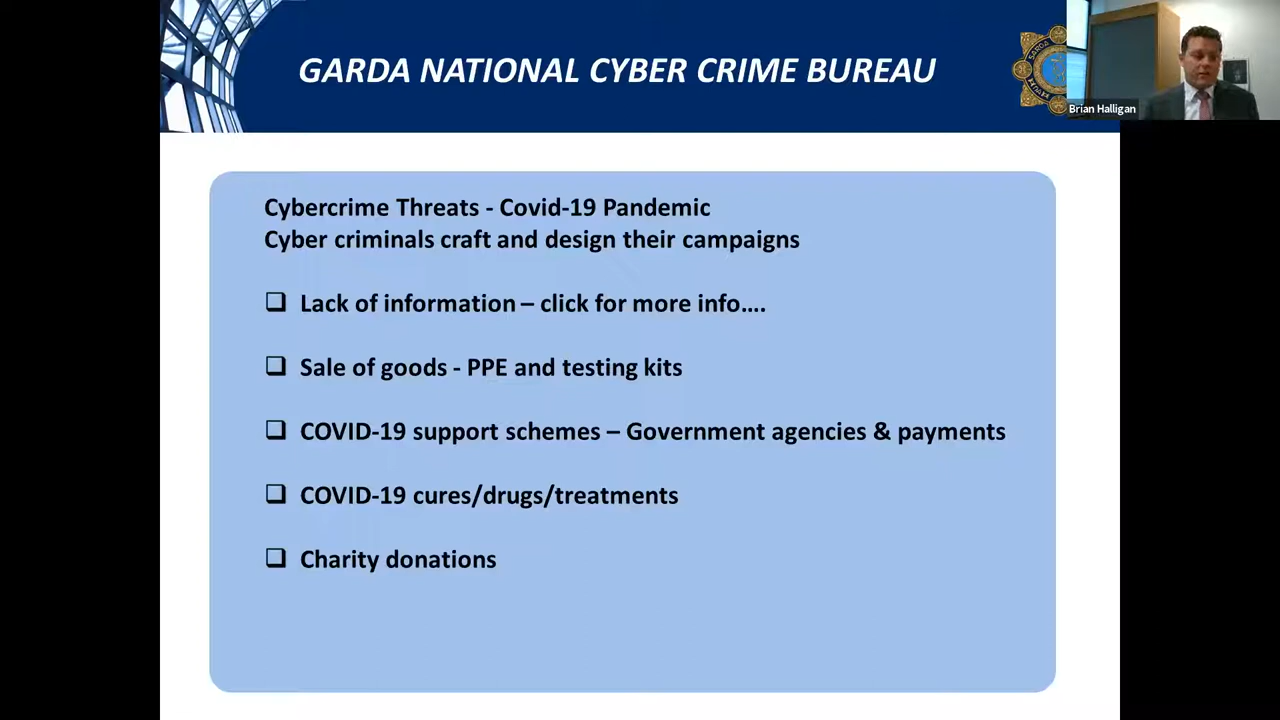 GARDA NATIONAL CYBER CRIME BUREAU
Brian Halligan
Cybercrime Threats - Covid-19 Pandemic
Cyber criminals craft and design their campaigns
❑ Lack of information – click for more info….
❑ Sale of goods - PPE and testing kits
❑ COVID-19 support schemes – Government agencies & payments
❑ COVID-19 cures/drugs/treatments
❑ Charity donations